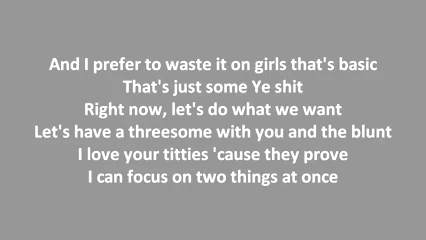 And I prefer to waste it on girls that's basic
That's just some Ye shit
Right now, let's do what we want
Let's have a threesome with you and the blunt
I love your titties 'cause they prove
I can focus on two things at once